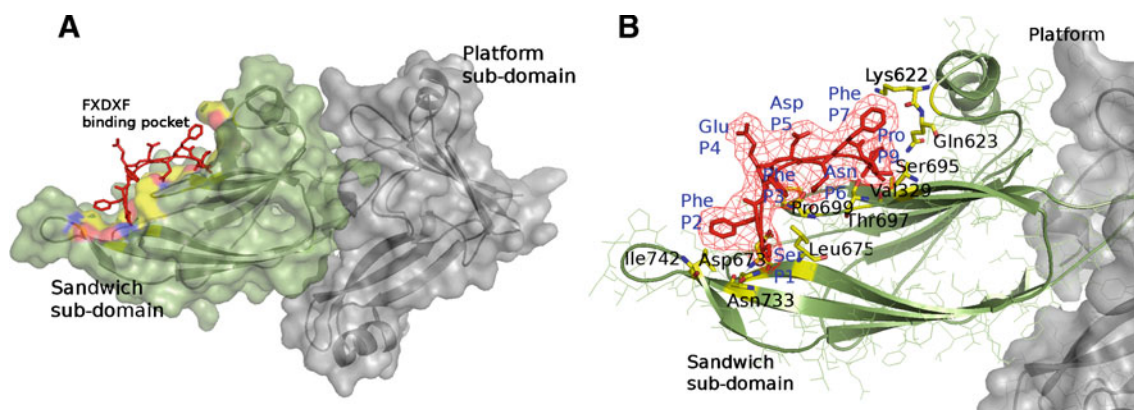 A
Platform
sub-domain
FXDXF
binding pocket
Sandwich
sub-domain
B
Platform
Lys622
Phe
P7
Asp
P5
Glu
P4
Pro
P9
Gln623
Ser695
Phe
P3
Asn
P6
Val329
Phe
P2
Pro699
Thr697
Ile742
Asp673
Leu675
Ser
P1
Asn733
Sandwich
sub-domain